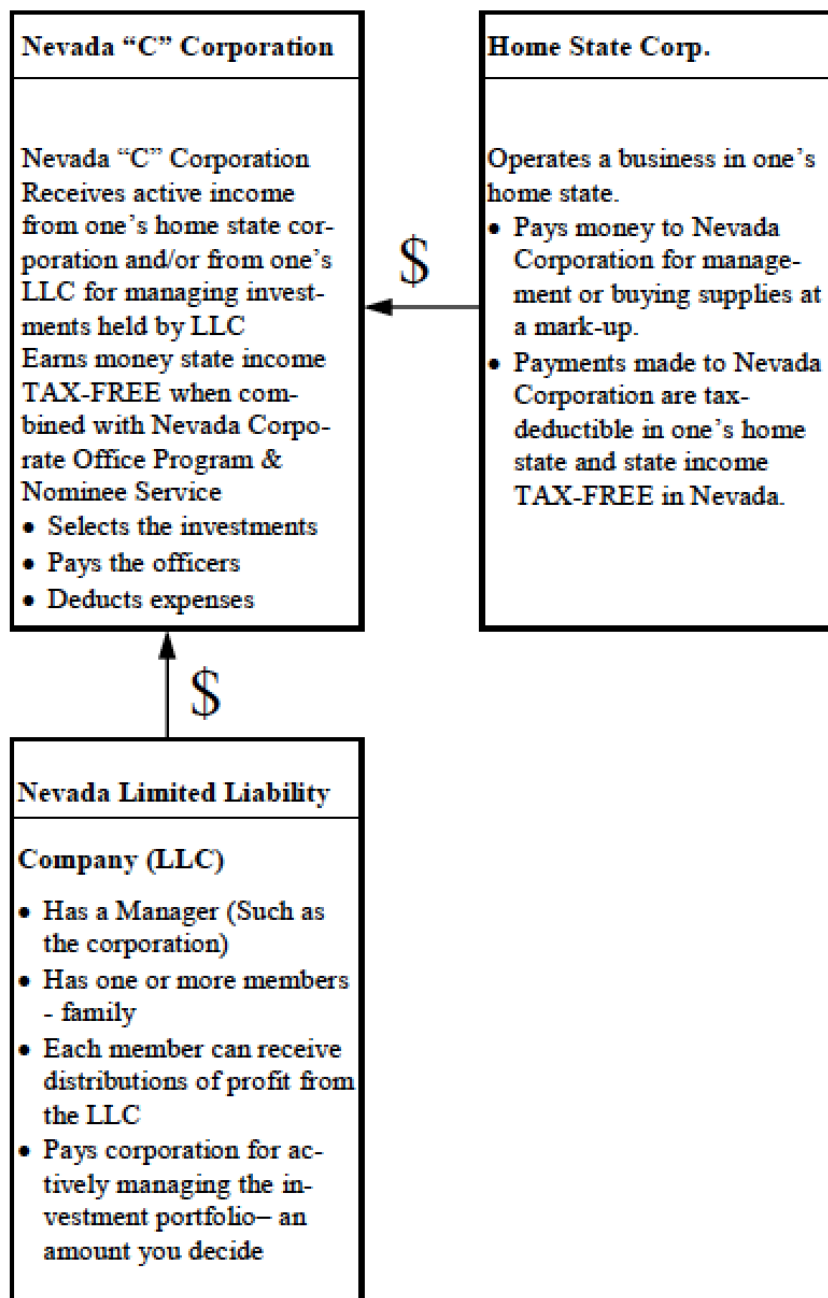 Nevada “C” Corporation
Nevada “C” Corporation
Receives active income
from one’s home state cor-
poration and/or from one’s
LLC for managing invest-
ments held by LLC
Earns money state income
TAX-FREE when com-
bined with Nevada Corpo-
rate Office Program &
Nominee Service
• Selects the investments
• Pays the officers
• Deducts expenses
$
Home State Corp.
Operates a business in one’s
home state.
• Pays money to Nevada
Corporation for manage-
ment or buying supplies at
a mark-up.
• Payments made to Nevada
Corporation are tax-
deductible in one’s home
state and state income
TAX-FREE in Nevada.
$
Nevada Limited Liability
Company (LLC)
• Has a Manager (Such as
the corporation)
• Has one or more members
- family
• Each member can receive
distributions of profit from
the LLC
• Pays corporation for ac-
tively managing the in-
vestment portfolio– an
amount you decide